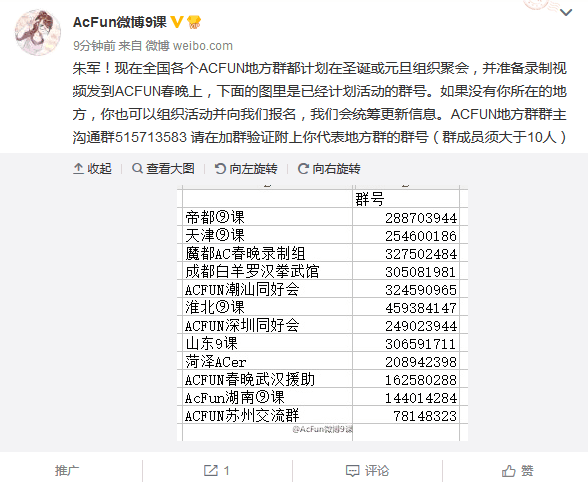 AcFun微博9课
9分钟前 来自 微博 weibo.com
朱军！现在全国各个ACFUN地方群都计划在圣诞或元旦组织聚会，并准备录制视
频发到ACFUN春晚上，下面的图里是已经计划活动的群号。如果没有你所在的地
方，你也可以组织活动并向我们报名，我们会统筹更新信息。ACFUN地方群群主
沟通群515713583 请在加群验证附上你代表地方群的群号（群成员须大于10人）
收起 查看大图 向左旋转 向右旋转
群号
帝都⑨课 288703944
天津⑨课 254600186
魔都AC春晚录制组 327502484
成都白羊罗汉拳武馆 305081981
ACFUN潮汕同好会 324590965
淮北⑨课 459384147
ACFUN深圳同好会 249023944
山东9课 306591711
菏泽ACer 208942398
ACFUN春晚武汉援助 162580288
AcFun湖南⑨课 144014284
ACFUN苏州交流群 78148323
@AcFun微博9课
推广 1 评论 赞